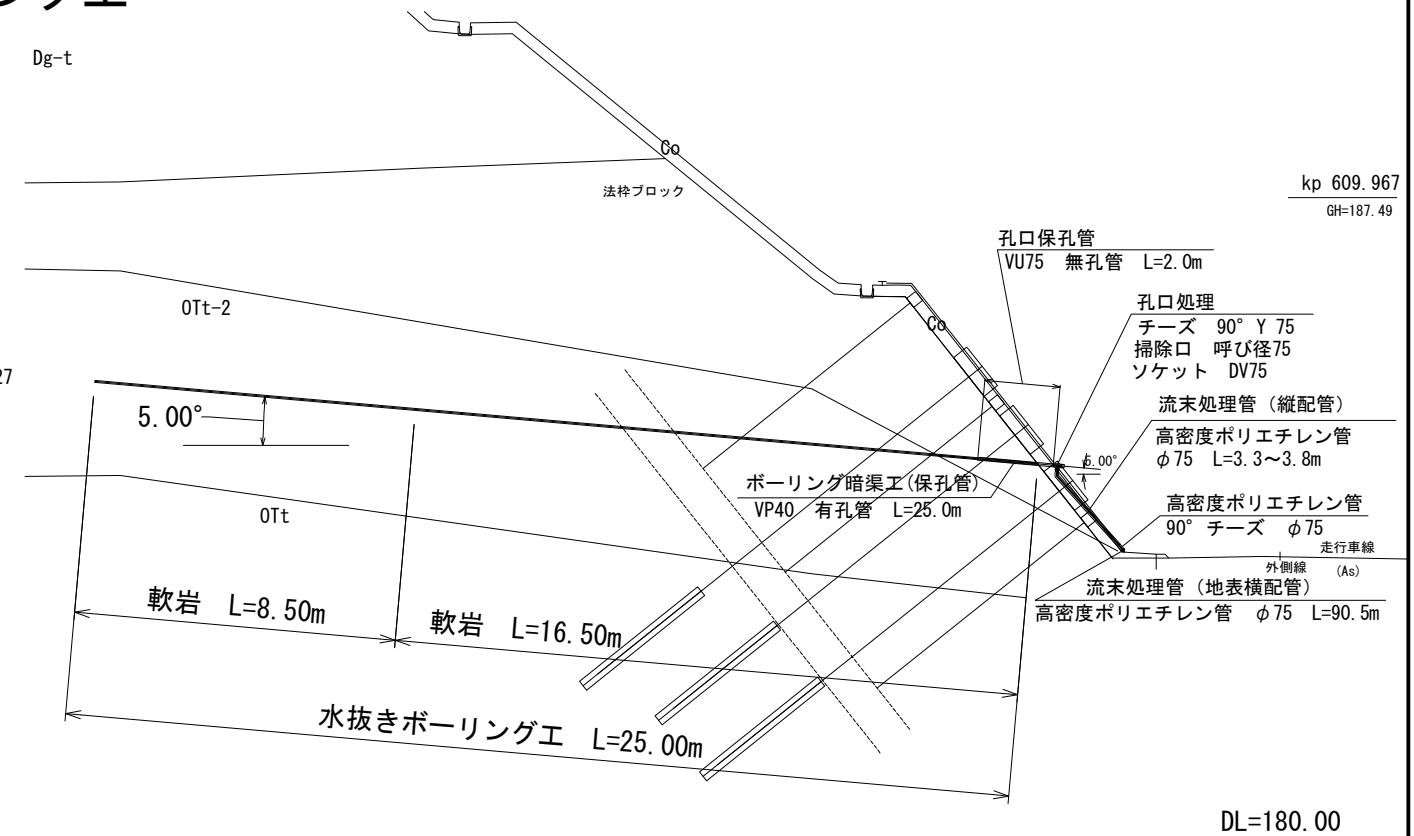 Dg-t
Co
法枠ブロック
kp 609.967
GH=187.49
孔口保孔管
VU75 無孔管 L=2.0m
OTt-2
孔口処理
チーズ 90° Y 75
掃除口 呼び径75
ソケット DV75
Co
27
5.00°
流末処理管（縦配管）
高密度ポリエチレン管
φ75 L=3.3～3.8m
5.00°
ボーリング暗渠工(保孔管)
VP40 有孔管 L=25.0m
高密度ポリエチレン管
90° チーズ φ75
OTt
走行車線
外側線
(As)
流末処理管（地表横配管）
高密度ポリエチレン管 φ75 L=90.5m
軟岩 L=8.50m
軟岩 L=16.50m
水抜きボーリング工 L=25.00m
DL=180.00